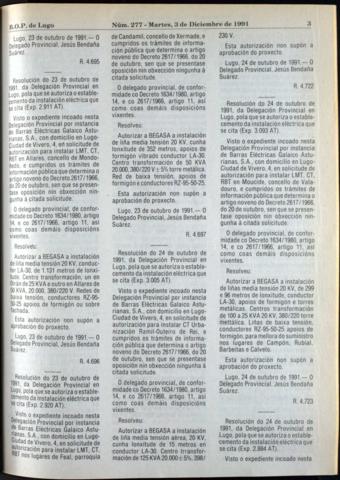 B.O.P. de Lugo Núm. 277 - Martes, 3 de Diciembre de 1991 3
Lugo, 23 de outubro de 1991.— O
Delegado Provincial, Jesús Bendaña
Suárez.
R. 4.695
Resolución de 23 de outubro de
1991, da Delegación Provincial en
Lugo, pola que se autoriza o estable-
cemento da instalación eléctrica que
se cita (Exp. 2.911 AT).
Visto o expediente incoado nesta
Delegación Provincial por instancia
de Barras Eléctricas Galaico Astu-
rianas, S.A., con domicilio en Lugo-
Ciudad de Vivero, 4, en solicitude de
autorización para instalar LMT, CT,
RBT en Allares, concello de Mondo-
ñedo, e cumpridos os trámites de
información pública que determina o
artigo noveno do Decreto 2617/1966,
do 20 de outubro, sen que se presen-
tase oposición nin obxección nin-
gunha á citada solicitude.
O delegado provincial, de confor-
midade co Decreto 1634/1980, artigo
14, e co 2617/1966, artigo 11, así
como coas demais disposicións
vixentes.
Resolveu:
Autorizar a BEGASA a instalación
de liña media tensión 20 KV, conduc-
tor LA-30, de 1.131 metros de lonxi-
tude. Centro transformación, un en
de 25 KVA e outro en Allares de
50 KVA, 20.000, 380/220 V. Redes de
baixa tensión, conductores RZ-95-
50-25 apoios de formigón ou sobre
fachada.
Esta autorización non supón a
aprobación do proxecto.
Lugo, 23 de outubro de 1991.— O
Delegado Provincial, Jesús Bendaña
Suárez.
R. 4.696
Resolución do 23 de outubro de
1991, da Delegación Provincial en
Lugo, pola que se autoriza o estable-
cemento da instalación eléctrica que
se cita (Exp. 2.920 AT).
Visto o expediente incoado nesta
Delegación Provincial por instancia
de Barras Eléctricas Galaico Astu-
rianas, S.A., con domicilio en Lugo-
Ciudad de Vivero, 4, en solicitude de
autorización para instalar LMT, CT,
RBT nos lugares de Feal, parroquia
de Candamil, concello de Xermade, e
cumpridos os trámites de informa-
ción pública que determina o artigo
noveno do Decreto 2617/1966, do 20
de outubro, sen que se presentase
oposición nin obxección ningunha á
citada solicitude.
O delegado provincial, de confor-
midade co Decreto 1634/1980, artigo
14, e co 2617/1966, artigo 11, así
como coas demais disposicións
vixentes.
Resolveu:
Autorizar a BEGASA a instalación
de liña media tensión 20 KV, cunha
lonxitude de 352 metros, apoios de
formigón vibrado conductor LA-30.
Centro transformación de 50 KVA
20.000, 380/220 V ± 5% torre metálica.
Red de baixa tensión, apoios de
formigón e conductores RZ-95-50-25.
Esta autorización non supón a
aprobación do proxecto.
Lugo, 23 de outubro de 1991.— O
Delegado Provincial, Jesús Bendaña
Suárez.
R. 4.697
Resolución do 24 de outubro de
1991, da Delegación Provincial en
Lugo, pola que se autoriza o estable-
cemento da instalación eléctrica que
se cita (Exp. 3.005 AT).
Visto o expediente incoado nesta
Delegación Provincial por instancia de
Barras Eléctricas Galaico Astu-
rianas, S.A., con domicilio en Lugo-
Ciudad de Vivero, 4, en solicitude de
autorización para instalar CT Urba-
nización Ramil-Outeiro de Rei, e
cumpridos os trámites de informa-
ción pública que determina o artigo
noveno do Decreto 2617/1966, do 20
de outubro, sen que se presentase
oposición nin obxección ningunha
á citada solicitude.
O delegado provincial, de confor-
midade co Decreto 1634/1980, artigo
14, e co 2617/1966, artigo 11, así
como coas demais disposicións
vixentes.
Resolveu:
Autorizar a BEGASA a instalación
de liña media tensión aérea, 20 KV,
cunha lonxitude de 15 metros en
conductor LA-30. Centro transfor-
mación de 125 KVA 20.000 ± 5%, 398/
230 V.
Esta autorización non supón a
aprobación do proxecto.
Lugo, 24 de outubro de 1991.— O
Delegado Provincial, Jesús Bendaña
Suárez.
R. 4.722
Resolución do 24 de outubro de
1991, da Delegación Provincial en
Lugo, pola que se autoriza o estable-
cemento da instalación eléctrica que
se cita (Exp. 3.093 AT).
Visto o expediente incoado nesta
Delegación Provincial por instancia
de Barras Eléctricas Galaico Astu-
rianas, S.A., con domicilio en Lugo-
Ciudad de Vivero, 4, en solicitude de
autorización para instalar LMT, CT,
RBT en Moucide, concello de Vala-
douro, e cumpridos os trámites de
información pública que determina o
artigo noveno do Decreto 2617/1966,
do 20 de outubro, sen que se presen-
tase oposición nin obxección nin-
gunha á citada solicitude.
O delegado provincial, de confor-
midade co Decreto 1634/1980, artigo
14, e co 2617/1966, artigo 11, así
como coas demais disposicións
vixentes.
Resolveu:
Autorizar a BEGASA a instalación
de liña media tensión, 20 KV, de 299
e 96 metros de lonxitude, conductor
LA-30, apoios de formigón e torres
metálicas. Centros transformación
de 100 a 25 KVA 20 KV, 380/220 torre
metálica. Liñas de baixa tensión,
conductores RZ-95-50-25 apoios de
formigón, para mellora do suministro
nos lugares de Campón, Rubial,
Barbeitas e Calvelo.
Esta autorización non supón a
aprobación do proxecto.
Lugo, 24 de outubro de 1991.— O
Delegado Provincial, Jesús Bendaña
Suárez.
R. 4.723
Resolución do 24 de outubro de
1991, da Delegación Provincial en
Lugo, pola que se autoriza o estable-
cemento da instalación eléctrica que
se cita (Exp. 2.884 AT).
Visto o expediente incoado nesta